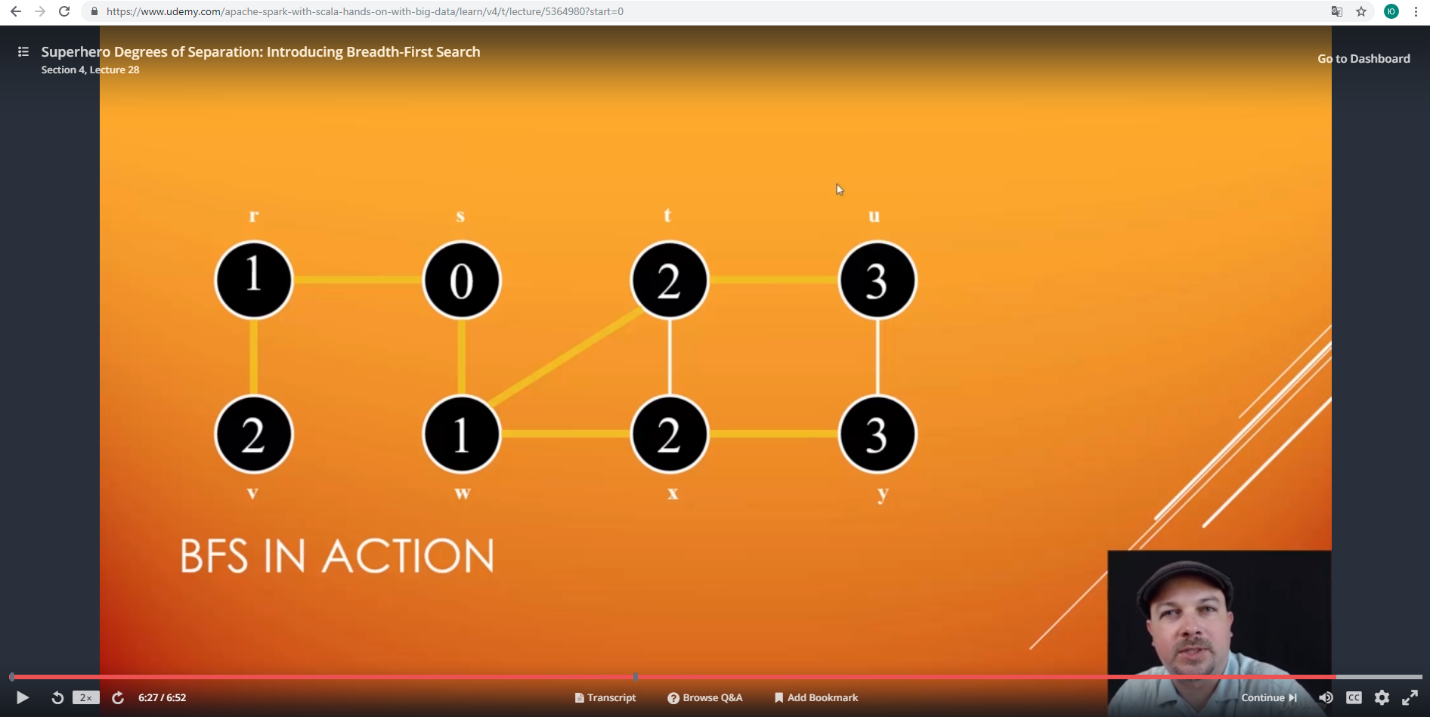 https://www.udemy.com/apache-spark-with-scala-hands-on-with-big-data/learn/v4/t/lecture/5364980?start=0
Ю
Superhero Degrees of Separation: Introducing Breadth-First Search
Section 4, Lecture 28
Go to Dashboard
r s t u
1 0 2 3
2 1 2 3
v w x y
BFS IN ACTION
2x 6:27 / 6:52 Transcript Browse Q&A Add Bookmark Continue CC